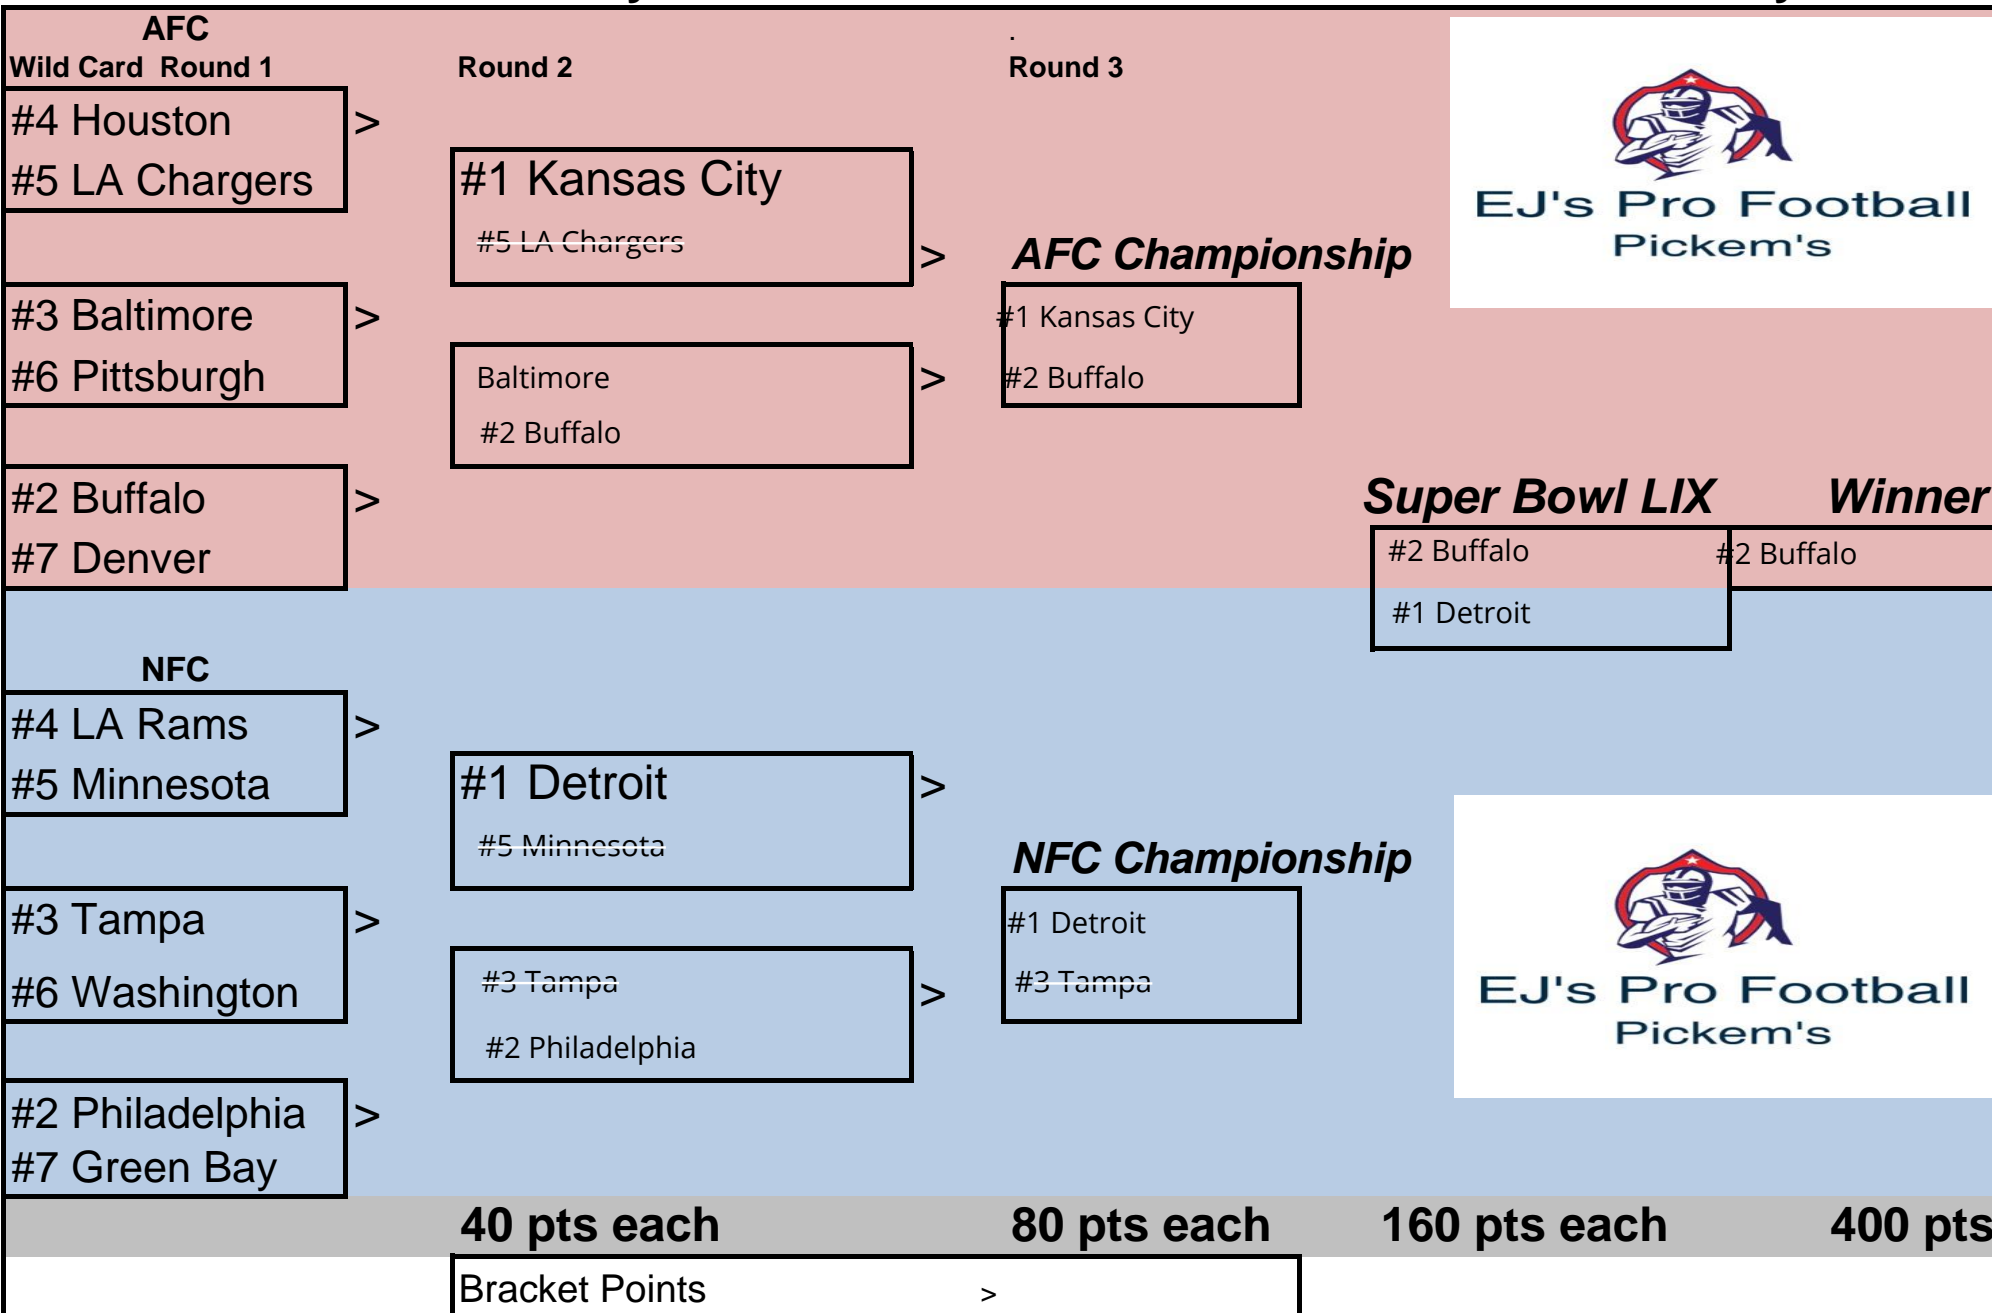 AFC
.
Wild Card Round 1
Round 2
Round 3
#4 Houston
>
#5 LA Chargers
#1 Kansas City
#5 LA Chargers
>
AFC Championship
EJ's Pro Football
Pickem's
#3 Baltimore
>
#1 Kansas City
#6 Pittsburgh
Baltimore
>
#2 Buffalo
#2 Buffalo
#2 Buffalo
>
Super Bowl LIX
Winner
#7 Denver
#2 Buffalo
#2 Buffalo
#1 Detroit
NFC
#4 LA Rams
>
#5 Minnesota
#1 Detroit
>
#5 Minnesota
NFC Championship
#3 Tampa
>
#1 Detroit
#6 Washington
#3 Tampa
>
#3 Tampa
EJ's Pro Football
Pickem's
#2 Philadelphia
#2 Philadelphia
>
#7 Green Bay
40 pts each
80 pts each
160 pts each
400 pts
Bracket Points
>